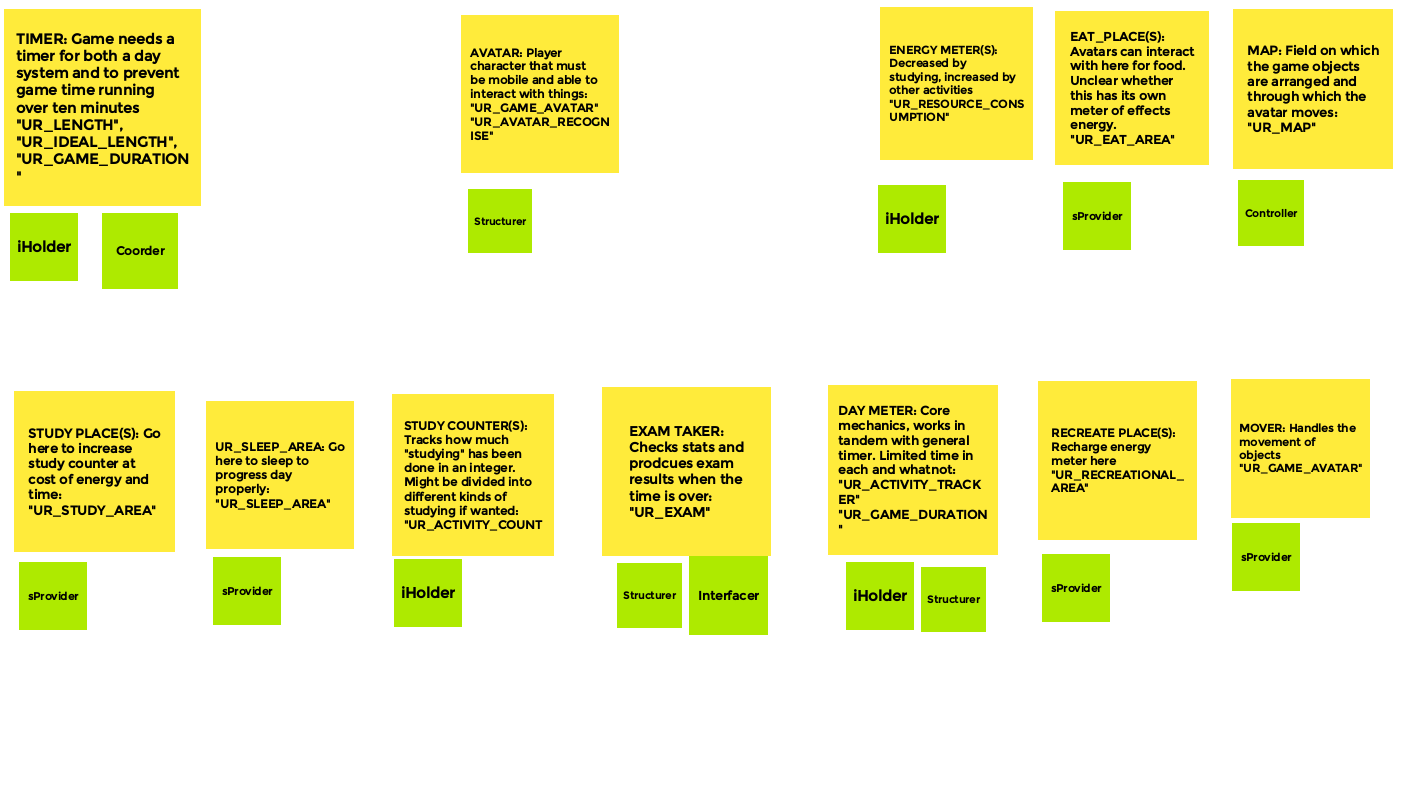 TIMER: Game needs a
timer for both a day
system and to prevent
game time running
over ten minutes
"UR_LENGTH",
"UR_IDEAL_LENGTH",
"UR_GAME_DURATION
"
iHolder
Coorder
AVATAR: Player
character that must
be mobile and able to
interact with things:
"UR_GAME_AVATAR"
"UR_AVATAR_RECOGN
ISE"
Structurer
ENERGY METER(S):
Decreased by
studying, increased by
other activities
"UR_RESOURCE_CONS
UMPTION"
iHolder
EAT_PLACE(S):
Avatars can interact
with here for food.
Unclear whether
this has its own
meter of effects
energy.
"UR_EAT_AREA"
sProvider
MAP: Field on which
the game objects
are arranged and
through which the
avatar moves:
"UR_MAP"
Controller
STUDY PLACE(S): Go
here to increase
study counter at
cost of energy and
time:
"UR_STUDY_AREA"
sProvider
UR_SLEEP_AREA: Go
here to sleep to
progress day
properly:
"UR_SLEEP_AREA"
sProvider
STUDY COUNTER(S):
Tracks how much
"studying" has been
done in an integer.
Might be divided into
different kinds of
studying if wanted:
"UR_ACTIVITY_COUNT
iHolder
EXAM TAKER:
Checks stats and
prodcues exam
results when the
time is over:
"UR_EXAM"
Structurer
Interfacer
DAY METER: Core
mechanics, works in
tandem with general
timer. Limited time in
each and whatnot:
"UR_ACTIVITY_TRACK
ER"
"UR_GAME_DURATION
"
iHolder
Structurer
RECREATE PLACE(S):
Recharge energy
meter here
"UR_RECREATIONAL_
AREA"
sProvider
MOVER: Handles the
movement of
objects
"UR_GAME_AVATAR"
sProvider